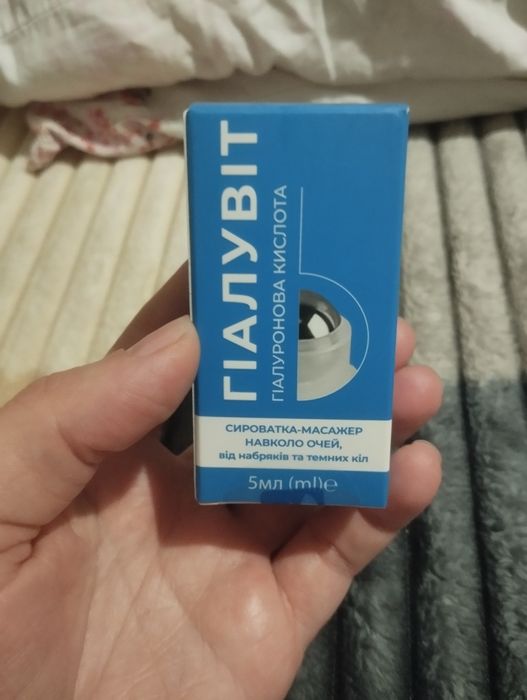 ГІАЛУВІТ
ГІАЛУРОНОВА КИСЛОТА
СИРОВАТКА-МАСАЖЕР
НАВКОЛО ОЧЕЙ,
від набряків та темних кіл
5мл (ml)℮